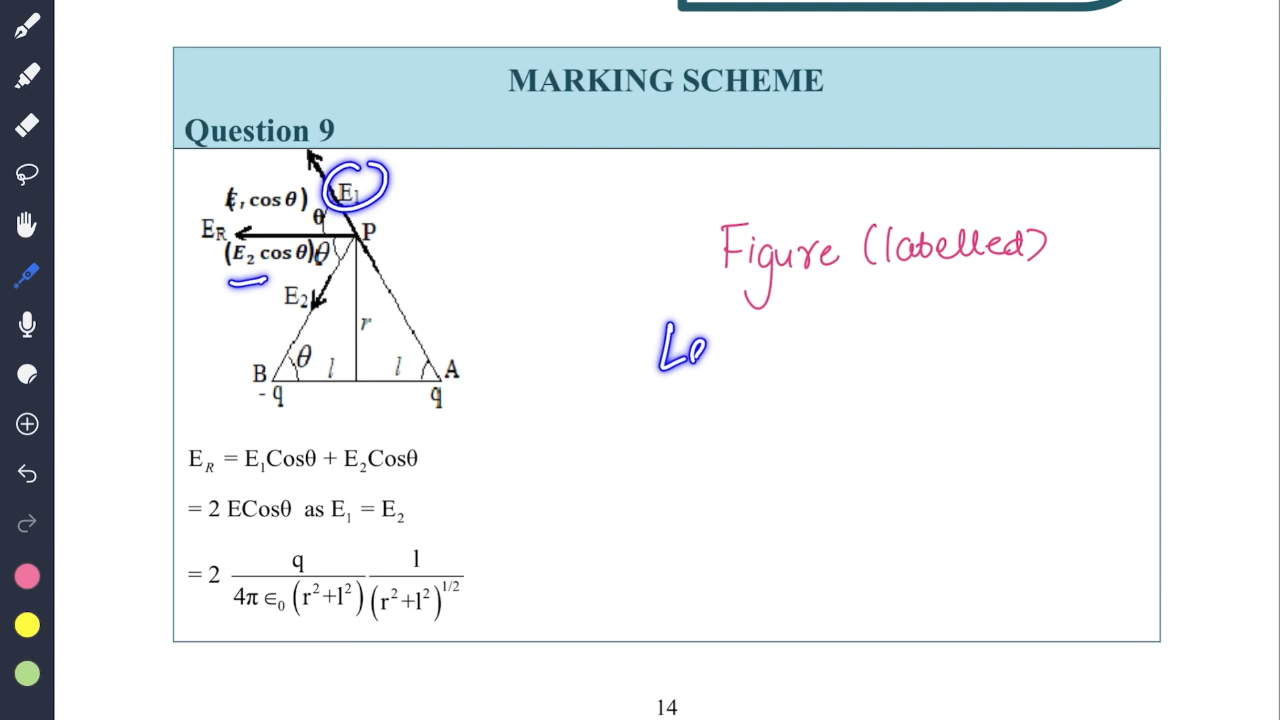 MARKING SCHEME
Question 9
(E₁ cos θ)
E₁
θ
E_R
P
(E₂ cos θ) θ
E₂
r
B
θ
l
l
A
- q
q
Figure (labelled)
Le
E_R = E₁Cosθ + E₂Cosθ
= 2 ECosθ as E₁ = E₂
= 2 q / 4π ∈₀ (r²+l²) l / (r²+l²)^1/2
14